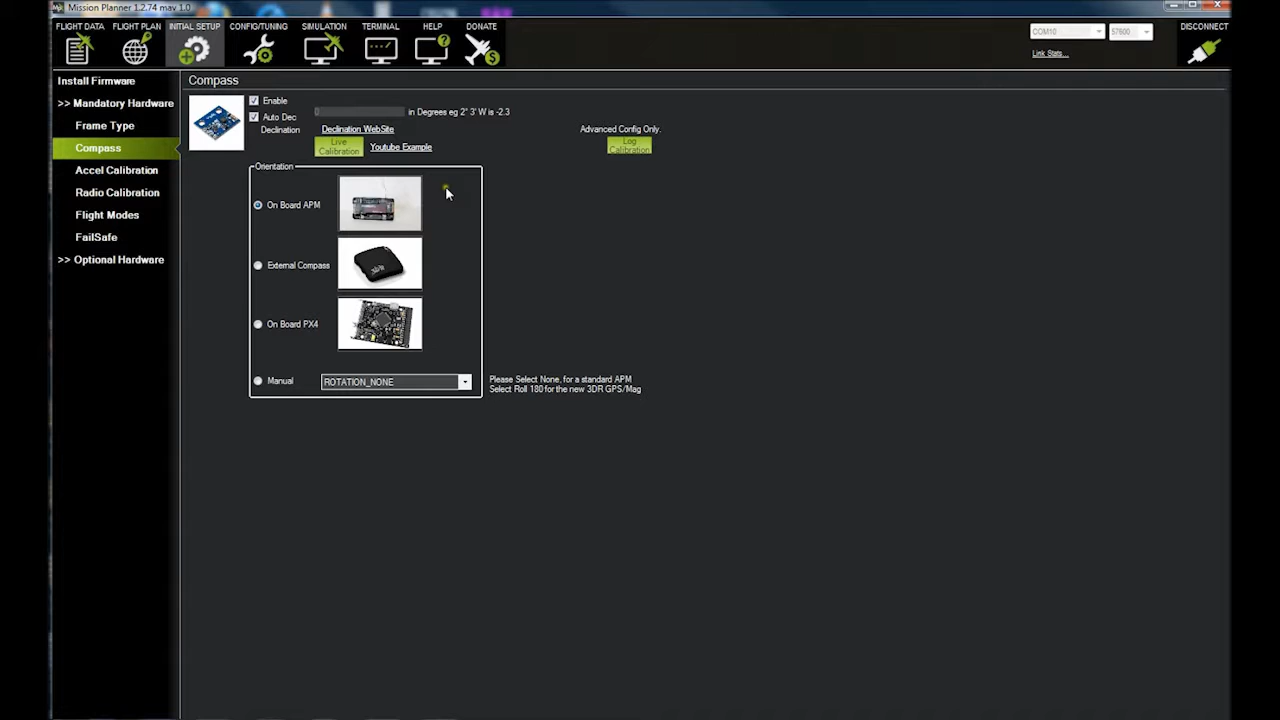 Mission Planner 1.2.74 mav 1.0
FLIGHT DATA
FLIGHT PLAN
INITIAL SETUP
CONFIG/TUNING
SIMULATION
TERMINAL
HELP
DONATE
COM10
57600
DISCONNECT
Link Stats...
Install Firmware
>> Mandatory Hardware
Frame Type
Compass
Accel Calibration
Radio Calibration
Flight Modes
FailSafe
>> Optional Hardware
Compass
Enable
Auto Dec
0
in Degrees eg 2° 3' W is -2.3
Declination
Declination WebSite
Live
Calibration
Youtube Example
Advanced Config Only.
Log
Calibration
Orientation
On Board APM
External Compass
On Board PX4
Manual
ROTATION_NONE
Please Select None, for a standard APM
Select Roll 180 for the new 3DR GPS/Mag